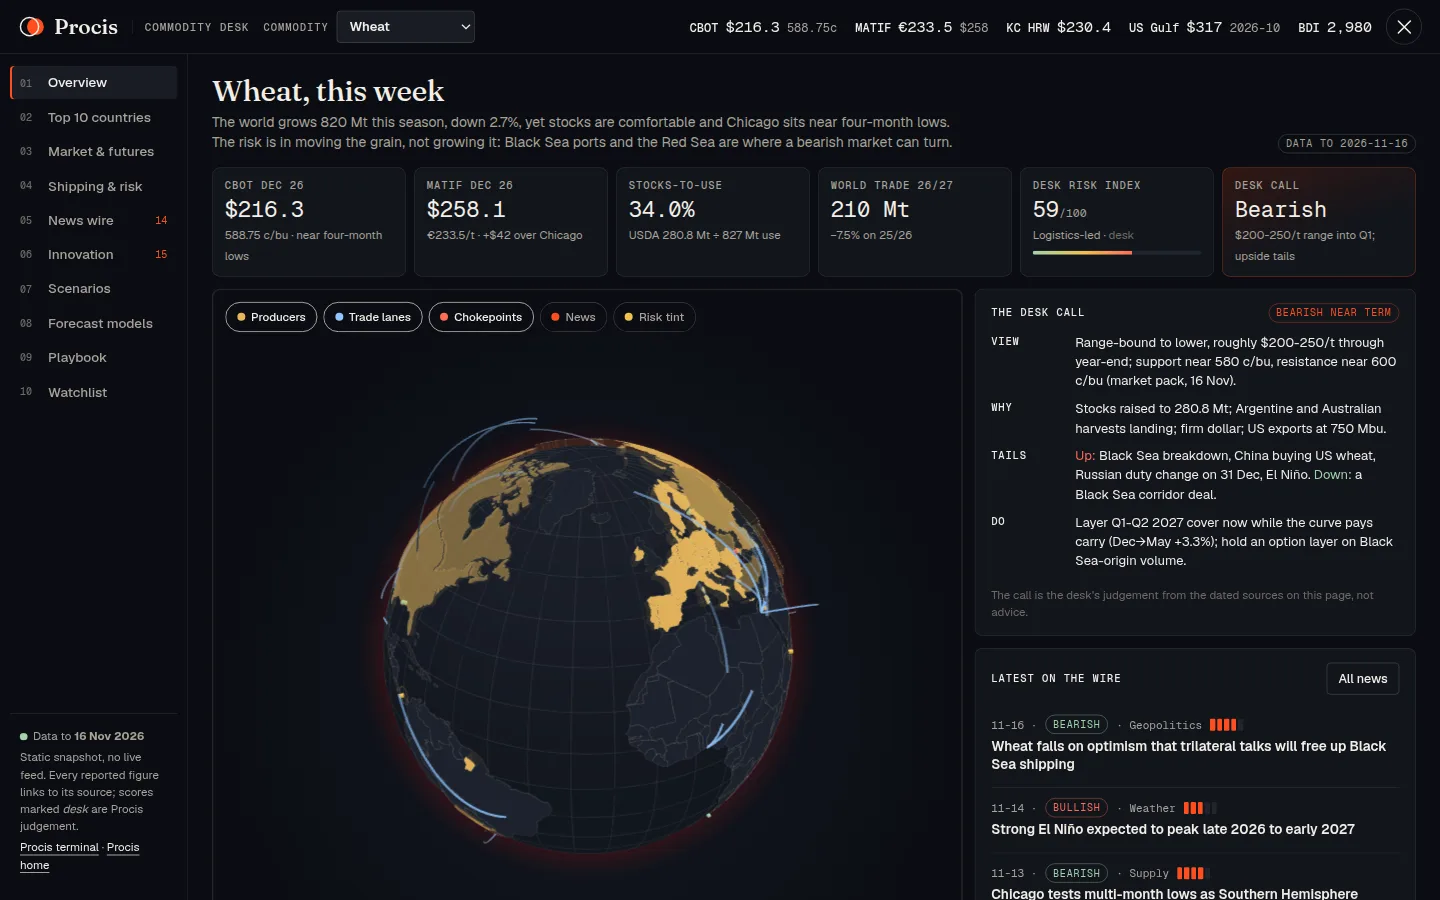 Procis COMMODITY DESK COMMODITY Wheat CBOT $216.3 588.75c MATIF €233.5 $258 KC HRW $230.4 US Gulf $317 2026-10 BDI 2,980
01 Overview
02 Top 10 countries
03 Market & futures
04 Shipping & risk
05 News wire 14
06 Innovation 15
07 Scenarios
08 Forecast models
09 Playbook
10 Watchlist
Data to 16 Nov 2026
Static snapshot, no live
feed. Every reported figure
links to its source; scores
marked desk are Procis
judgement.
Procis terminal · Procis
home
Wheat, this week
The world grows 820 Mt this season, down 2.7%, yet stocks are comfortable and Chicago sits near four-month lows.
The risk is in moving the grain, not growing it: Black Sea ports and the Red Sea are where a bearish market can turn.
DATA TO 2026-11-16
CBOT DEC 26
$216.3
588.75 c/bu · near four-month
lows
MATIF DEC 26
$258.1
€233.5/t · +$42 over Chicago
STOCKS-TO-USE
34.0%
USDA 280.8 Mt ÷ 827 Mt use
WORLD TRADE 26/27
210 Mt
−7.5% on 25/26
DESK RISK INDEX
59/100
Logistics-led · desk
DESK CALL
Bearish
$200-250/t range into Q1;
upside tails
Producers Trade lanes Chokepoints News Risk tint
THE DESK CALL BEARISH NEAR TERM
VIEW Range-bound to lower, roughly $200-250/t through
year-end; support near 580 c/bu, resistance near 600
c/bu (market pack, 16 Nov).
WHY Stocks raised to 280.8 Mt; Argentine and Australian
harvests landing; firm dollar; US exports at 750 Mbu.
TAILS Up: Black Sea breakdown, China buying US wheat,
Russian duty change on 31 Dec, El Niño. Down: a
Black Sea corridor deal.
DO Layer Q1-Q2 2027 cover now while the curve pays
carry (Dec→May +3.3%); hold an option layer on Black
Sea-origin volume.
The call is the desk's judgement from the dated sources on this page, not
advice.
LATEST ON THE WIRE All news
11-16 · BEARISH · Geopolitics
Wheat falls on optimism that trilateral talks will free up Black
Sea shipping
11-14 · BULLISH · Weather
Strong El Niño expected to peak late 2026 to early 2027
11-13 · BEARISH · Supply
Chicago tests multi-month lows as Southern Hemisphere